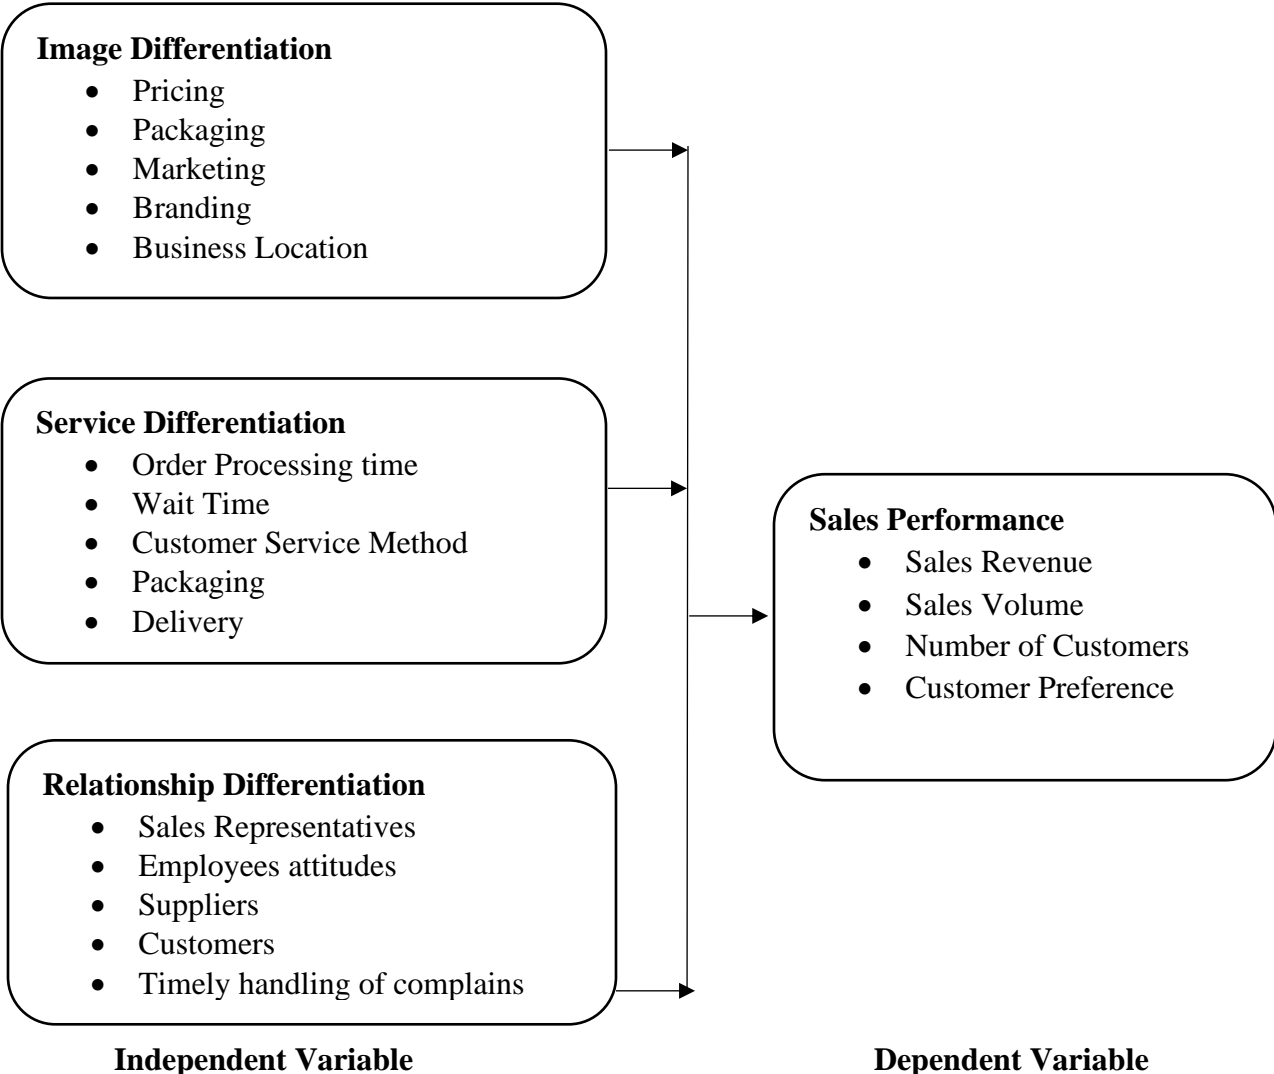 Image Differentiation
• Pricing
• Packaging
• Marketing
• Branding
• Business Location
Service Differentiation
• Order Processing time
• Wait Time
• Customer Service Method
• Packaging
• Delivery
Relationship Differentiation
• Sales Representatives
• Employees attitudes
• Suppliers
• Customers
• Timely handling of complains
Sales Performance
• Sales Revenue
• Sales Volume
• Number of Customers
• Customer Preference
Independent Variable
Dependent Variable